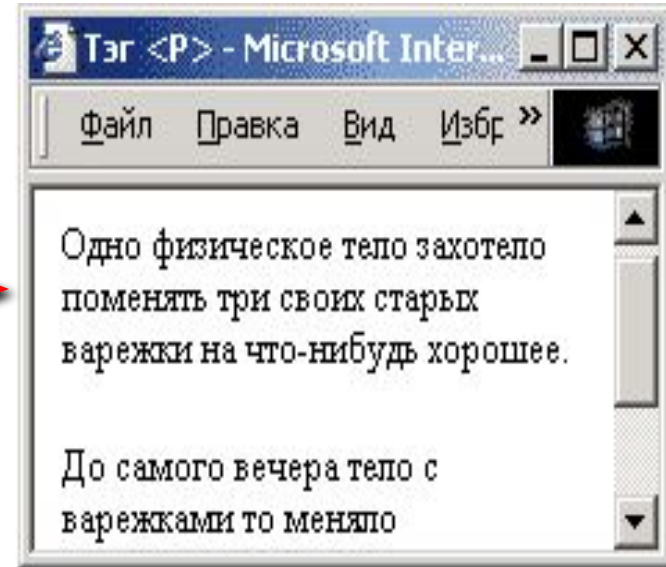 Тэг <P> - Microsoft Inter...
Файл Правка Вид Избр »
Одно физическое тело захотело
поменять три своих старых
варежки на что-нибудь хорошее.
До самого вечера тело с
варежками то меняло